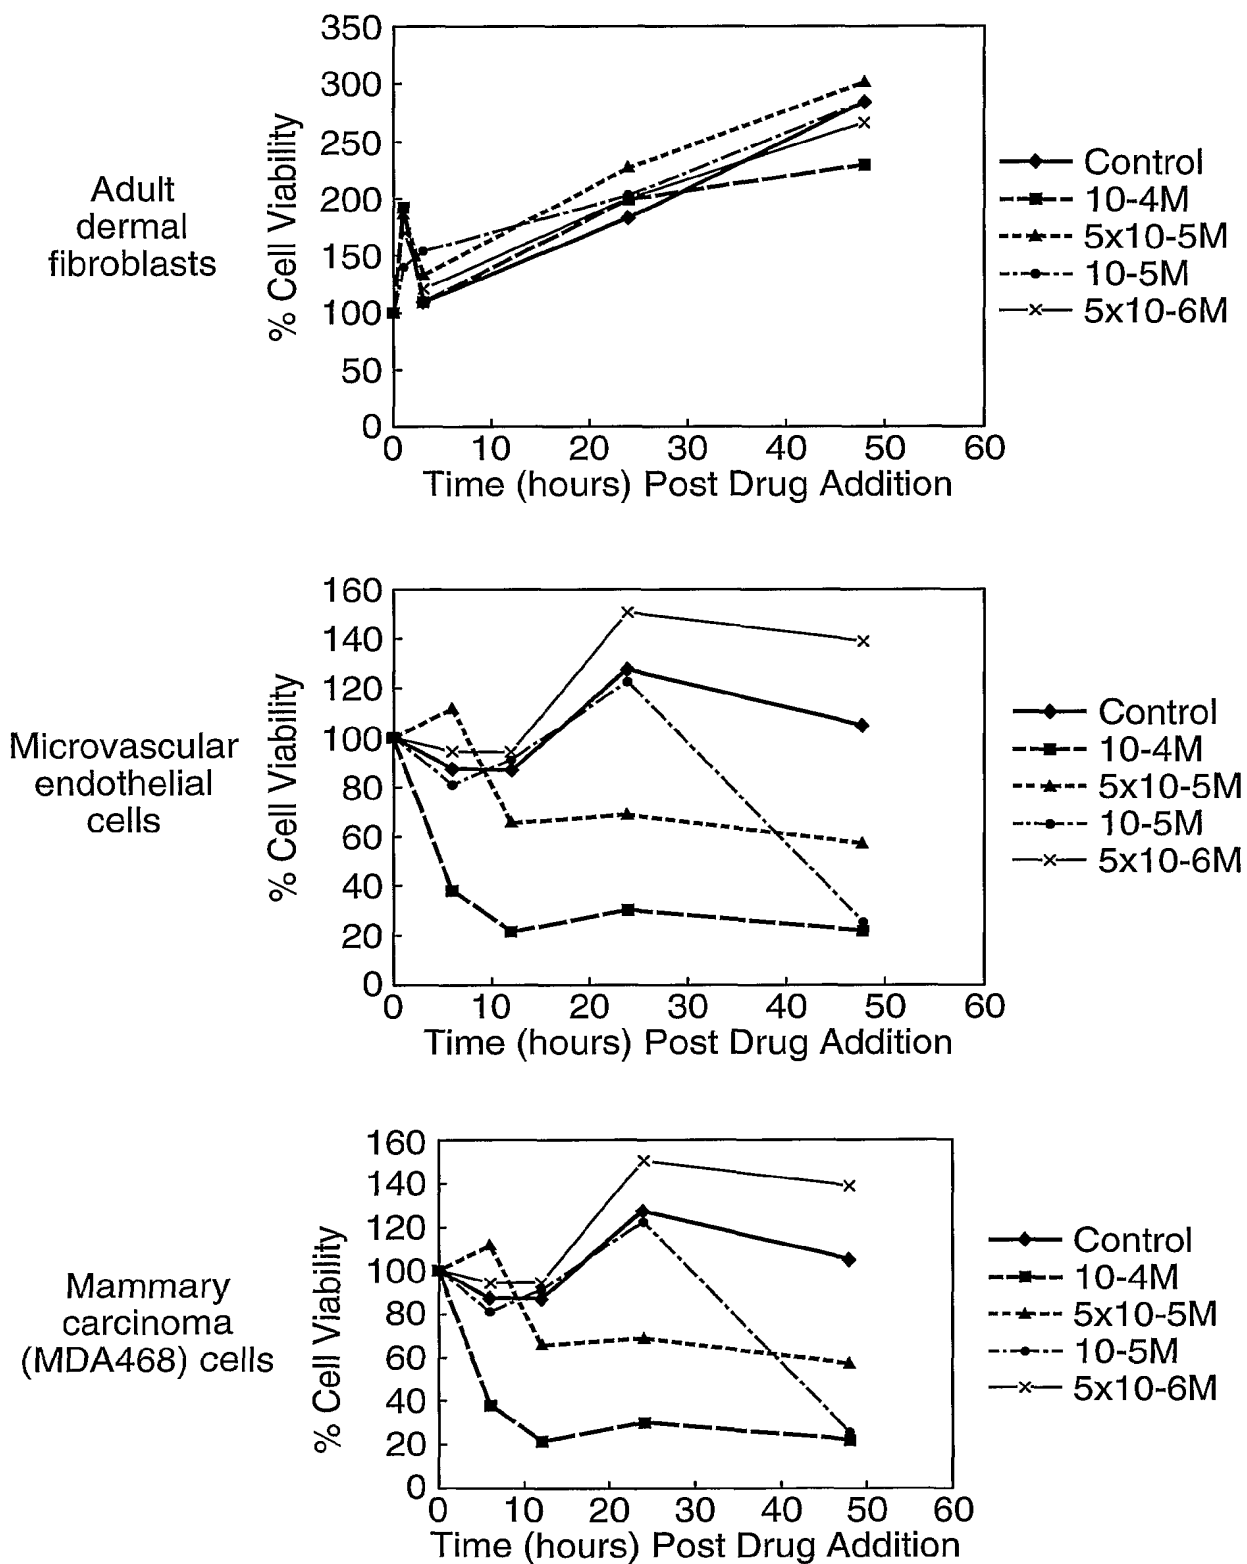 Adult
dermal
fibroblasts
% Cell Viability
350
300
250
200
150
100
50
0
0 10 20 30 40 50 60
Time (hours) Post Drug Addition
Control
10-4M
5x10-5M
10-5M
5x10-6M
Microvascular
endothelial
cells
% Cell Viability
160
140
120
100
80
60
40
20
0
0 10 20 30 40 50 60
Time (hours) Post Drug Addition
Control
10-4M
5x10-5M
10-5M
5x10-6M
Mammary
carcinoma
(MDA468) cells
% Cell Viability
160
140
120
100
80
60
40
20
0
0 10 20 30 40 50 60
Time (hours) Post Drug Addition
Control
10-4M
5x10-5M
10-5M
5x10-6M